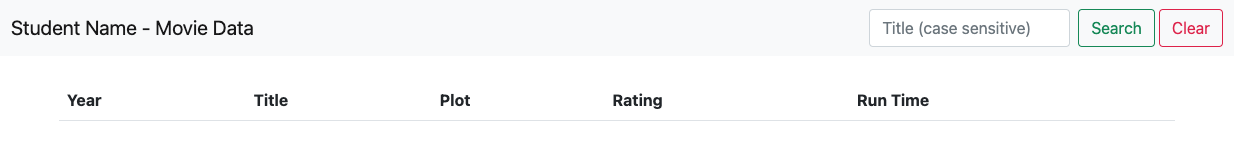 Student Name - Movie Data Title (case sensitive) Search Clear
Year Title Plot Rating Run Time